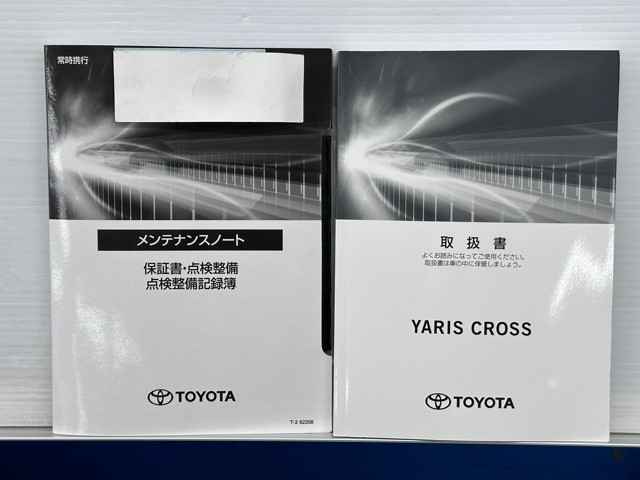 常時携行
メンテナンスノート
保証書・点検整備
点検整備記録簿
TOYOTA
T-2 62208
取扱書
よくお読みになってご使用ください。
取扱書は車の中に保管しましょう。
YARIS CROSS
TOYOTA